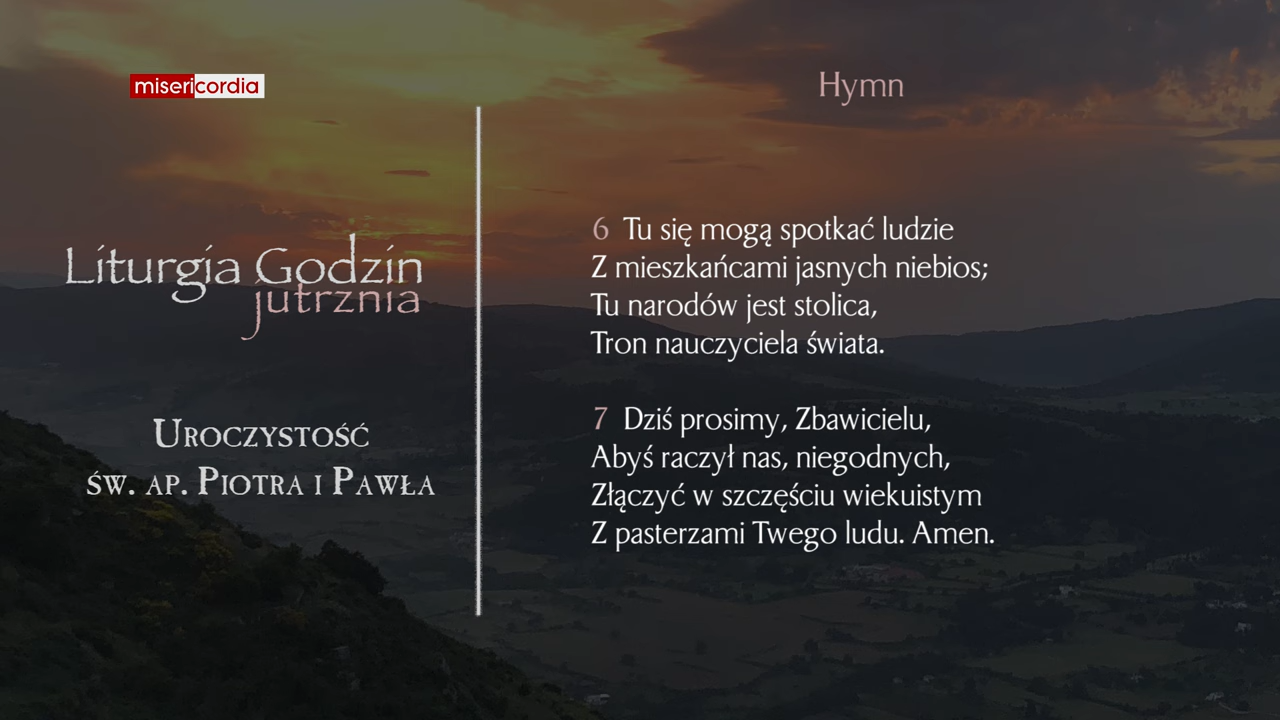 misericordia
Liturgia Godzin
jutrznia
Uroczystość
św. ap. Piotra i Pawła
Hymn
6 Tu się mogą spotkać ludzie
Z mieszkańcami jasnych niebios;
Tu narodów jest stolica,
Tron nauczyciela świata.
7 Dziś prosimy, Zbawicielu,
Abyś raczył nas, niegodnych,
Złączyć w szczęściu wiekuistym
Z pasterzami Twego ludu. Amen.